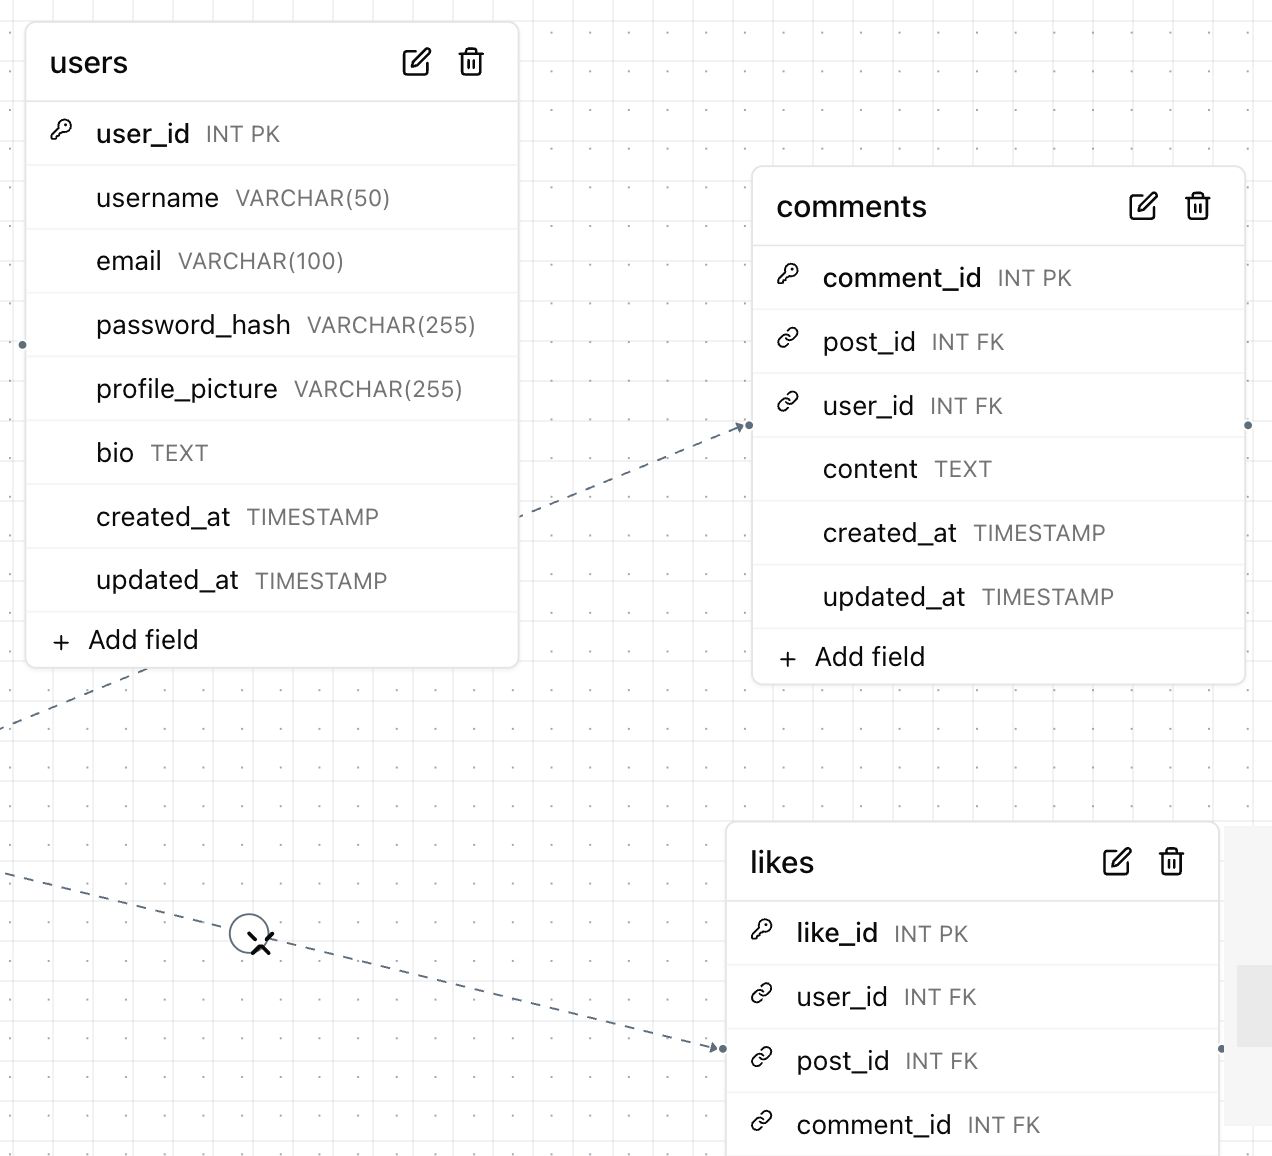 users
user_id INT PK
username VARCHAR(50)
email VARCHAR(100)
password_hash VARCHAR(255)
profile_picture VARCHAR(255)
bio TEXT
created_at TIMESTAMP
updated_at TIMESTAMP
+ Add field
comments
comment_id INT PK
post_id INT FK
user_id INT FK
content TEXT
created_at TIMESTAMP
updated_at TIMESTAMP
+ Add field
likes
like_id INT PK
user_id INT FK
post_id INT FK
comment_id INT FK